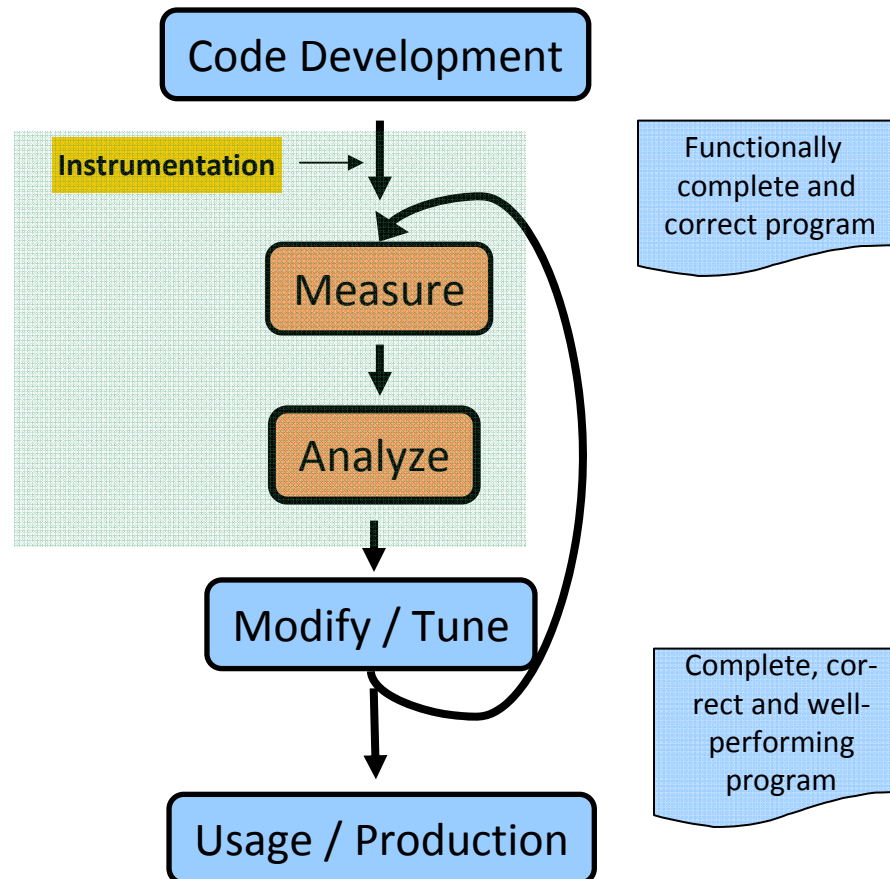 Code Development
Instrumentation
Functionally
complete and
correct program
Measure
Analyze
Modify / Tune
Complete, cor-
rect and well-
performing
program
Usage / Production